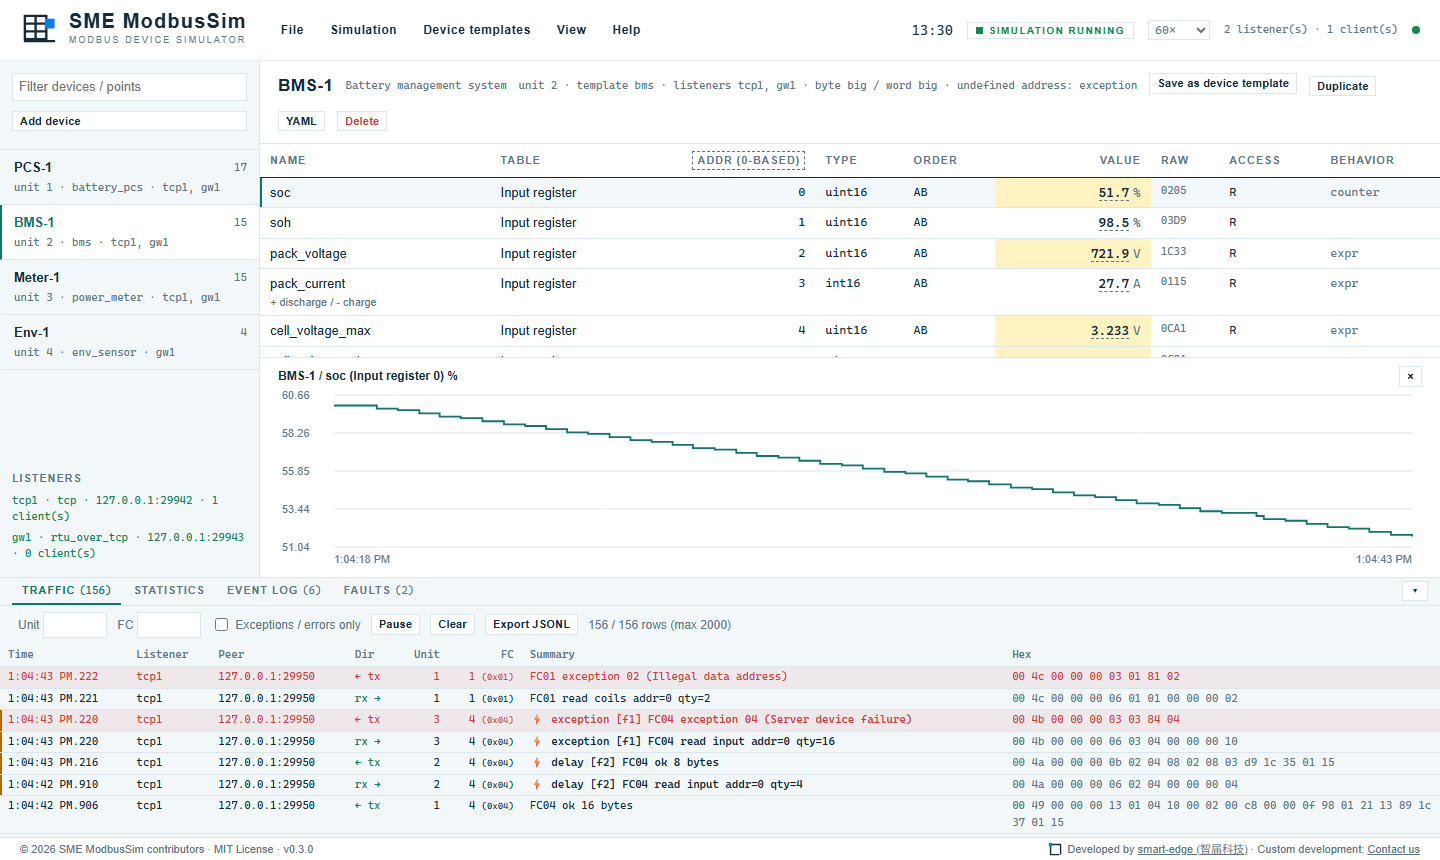 SME ModbusSim
MODBUS DEVICE SIMULATOR
File Simulation Device templates View Help
13:30 SIMULATION RUNNING 60× 2 listener(s) · 1 client(s)
Filter devices / points
Add device
PCS-1 17
unit 1 · battery_pcs · tcp1, gw1
BMS-1 15
unit 2 · bms · tcp1, gw1
Meter-1 15
unit 3 · power_meter · tcp1, gw1
Env-1 4
unit 4 · env_sensor · gw1
LISTENERS
tcp1 · tcp · 127.0.0.1:29942 · 1
client(s)
gw1 · rtu_over_tcp · 127.0.0.1:29943
· 0 client(s)
BMS-1 Battery management system unit 2 · template bms · listeners tcp1, gw1 · byte big / word big · undefined address: exception Save as device template Duplicate
YAML Delete
NAME TABLE ADDR (0-BASED) TYPE ORDER VALUE RAW ACCESS BEHAVIOR
soc Input register 0 uint16 AB 51.7 % 0205 R counter
soh Input register 1 uint16 AB 98.5 % 03D9 R
pack_voltage Input register 2 uint16 AB 721.9 V 1C33 R expr
pack_current Input register 3 int16 AB 27.7 A 0115 R expr
+ discharge / - charge
cell_voltage_max Input register 4 uint16 AB 3.233 V 0CA1 R expr
BMS-1 / soc (Input register 0) % ×
60.66
58.26
55.85
53.44
51.04
1:04:18 PM 1:04:43 PM
TRAFFIC (156) STATISTICS EVENT LOG (6) FAULTS (2) ▾
Unit FC Exceptions / errors only Pause Clear Export JSONL 156 / 156 rows (max 2000)
Time Listener Peer Dir Unit FC Summary Hex
1:04:43 PM.222 tcp1 127.0.0.1:29950 ← tx 1 1 (0x01) FC01 exception 02 (Illegal data address) 00 4c 00 00 00 03 01 81 02
1:04:43 PM.221 tcp1 127.0.0.1:29950 rx → 1 1 (0x01) FC01 read coils addr=0 qty=2 00 4c 00 00 00 06 01 01 00 00 00 02
1:04:43 PM.220 tcp1 127.0.0.1:29950 ← tx 3 4 (0x04) ⚡ exception [f1] FC04 exception 04 (Server device failure) 00 4b 00 00 00 03 03 84 04
1:04:43 PM.220 tcp1 127.0.0.1:29950 rx → 3 4 (0x04) ⚡ exception [f1] FC04 read input addr=0 qty=16 00 4b 00 00 00 06 03 04 00 00 00 10
1:04:43 PM.216 tcp1 127.0.0.1:29950 ← tx 2 4 (0x04) ⚡ delay [f2] FC04 ok 8 bytes 00 4a 00 00 00 0b 02 04 08 02 08 03 d9 1c 35 01 15
1:04:42 PM.910 tcp1 127.0.0.1:29950 rx → 2 4 (0x04) ⚡ delay [f2] FC04 read input addr=0 qty=4 00 4a 00 00 00 06 02 04 00 00 00 04
1:04:42 PM.906 tcp1 127.0.0.1:29950 ← tx 1 4 (0x04) FC04 ok 16 bytes 00 49 00 00 00 13 01 04 10 00 02 00 c8 00 00 0f 98 01 21 13 89 1c
37 01 15
© 2026 SME ModbusSim contributors · MIT License · v0.3.0 Developed by smart-edge (智届科技) · Custom development: Contact us